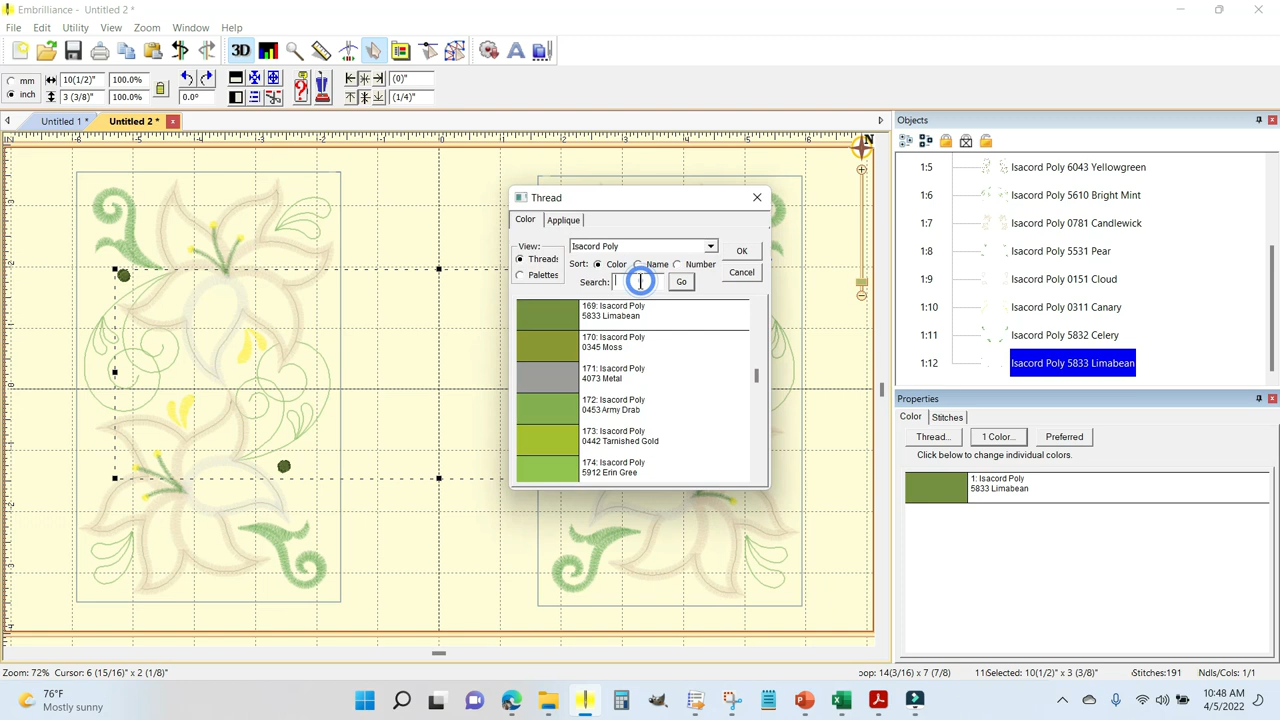 Embrilliance - Untitled 2 *
File Edit Utility View Zoom Window Help
3D
mm
inch
10(1/2)"
3 (3/8)"
100.0%
100.0%
0.0°
(0)"
(1/4)"
Untitled 1 *
Untitled 2 *
N
Objects
1:5 Isacord Poly 6043 Yellowgreen
1:6 Isacord Poly 5610 Bright Mint
1:7 Isacord Poly 0781 Candlewick
1:8 Isacord Poly 5531 Pear
1:9 Isacord Poly 0151 Cloud
1:10 Isacord Poly 0311 Canary
1:11 Isacord Poly 5832 Celery
1:12 Isacord Poly 5833 Limabean
Properties
Color Stitches
Thread... 1 Color... Preferred
Click below to change individual colors.
1: Isacord Poly
5833 Limabean
Thread
Color Applique
View:
Threads
Palettes
Isacord Poly
Sort: Color Name Number
Search: Go
OK
Cancel
169: Isacord Poly
5833 Limabean
170: Isacord Poly
0345 Moss
171: Isacord Poly
4073 Metal
172: Isacord Poly
0453 Army Drab
173: Isacord Poly
0442 Tarnished Gold
174: Isacord Poly
5912 Erin Gree
Zoom: 72% Cursor: 6 (15/16)" x 2 (1/8)"
oop: 14(3/16) x 7 (7/8)
Selected: 10(1/2)" x 3 (3/8)"
Stitches:191
Ndls/Cols: 1/1
76°F
Mostly sunny
10:48 AM
4/5/2022